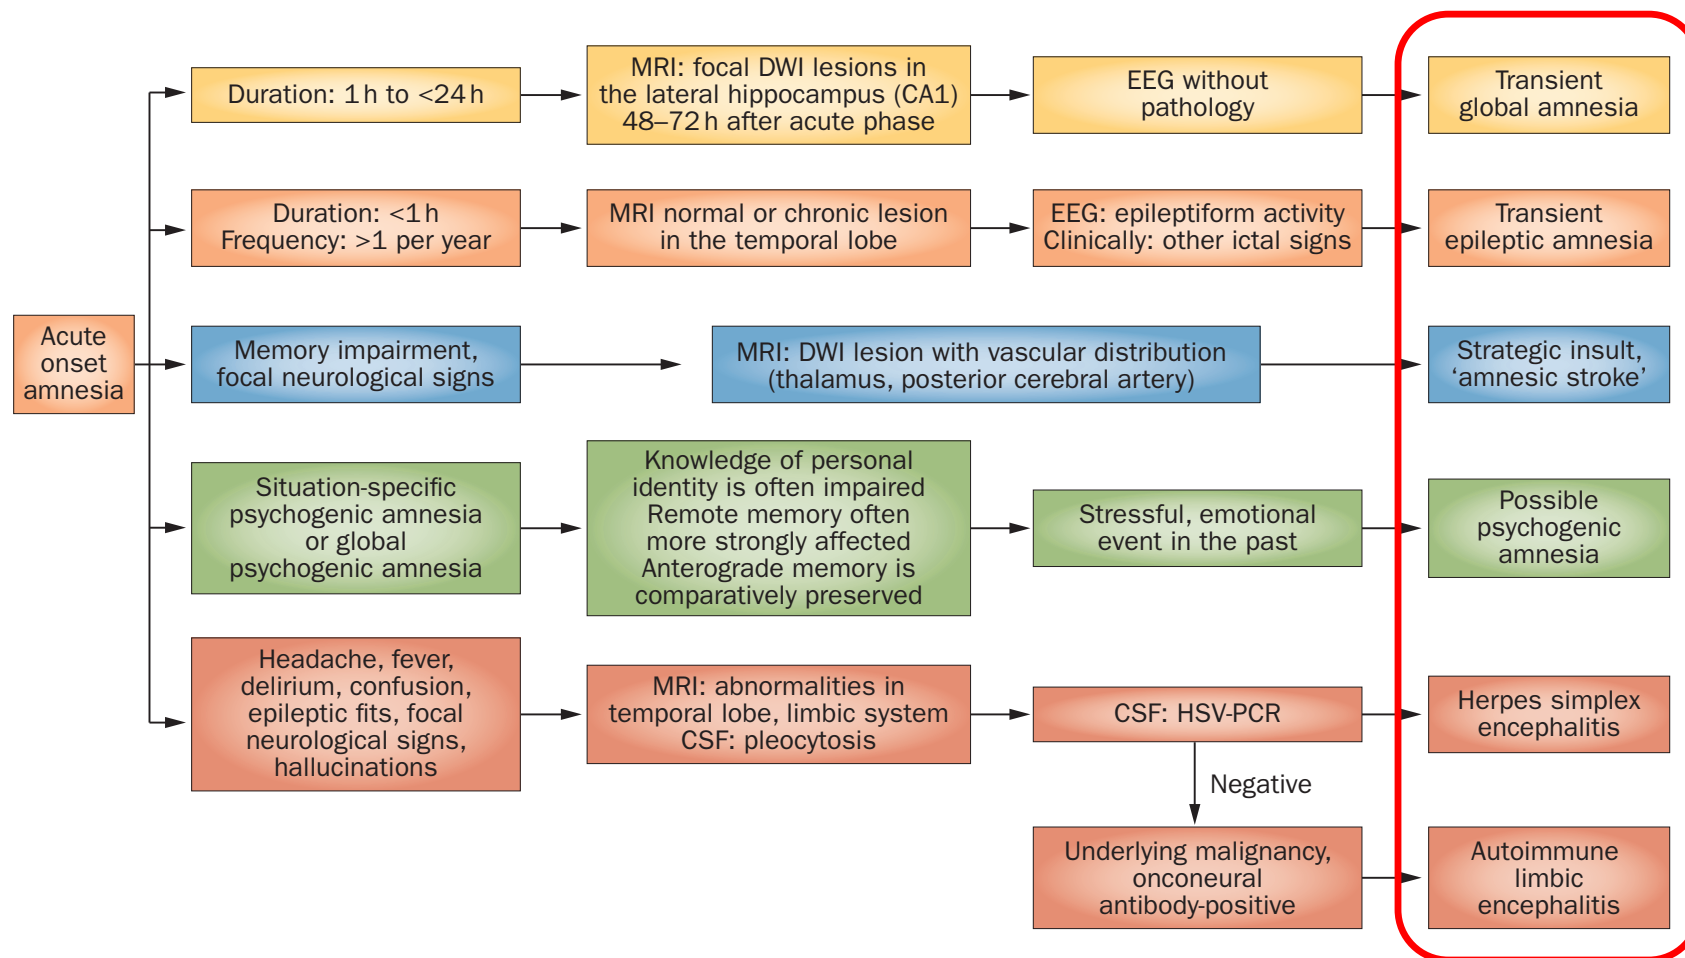 Acute
onset
amnesia
Duration: 1h to <24h
MRI: focal DWI lesions in
the lateral hippocampus (CA1)
48–72h after acute phase
EEG without
pathology
Transient
global amnesia
Duration: <1h
Frequency: >1 per year
MRI normal or chronic lesion
in the temporal lobe
EEG: epileptiform activity
Clinically: other ictal signs
Transient
epileptic amnesia
Memory impairment,
focal neurological signs
MRI: DWI lesion with vascular distribution
(thalamus, posterior cerebral artery)
Strategic insult,
‘amnesic stroke’
Situation-specific
psychogenic amnesia
or global
psychogenic amnesia
Knowledge of personal
identity is often impaired
Remote memory often
more strongly affected
Anterograde memory is
comparatively preserved
Stressful, emotional
event in the past
Possible
psychogenic
amnesia
Headache, fever,
delirium, confusion,
epileptic fits, focal
neurological signs,
hallucinations
MRI: abnormalities in
temporal lobe, limbic system
CSF: pleocytosis
CSF: HSV-PCR
Herpes simplex
encephalitis
Negative
Underlying malignancy,
onconeural
antibody-positive
Autoimmune
limbic
encephalitis